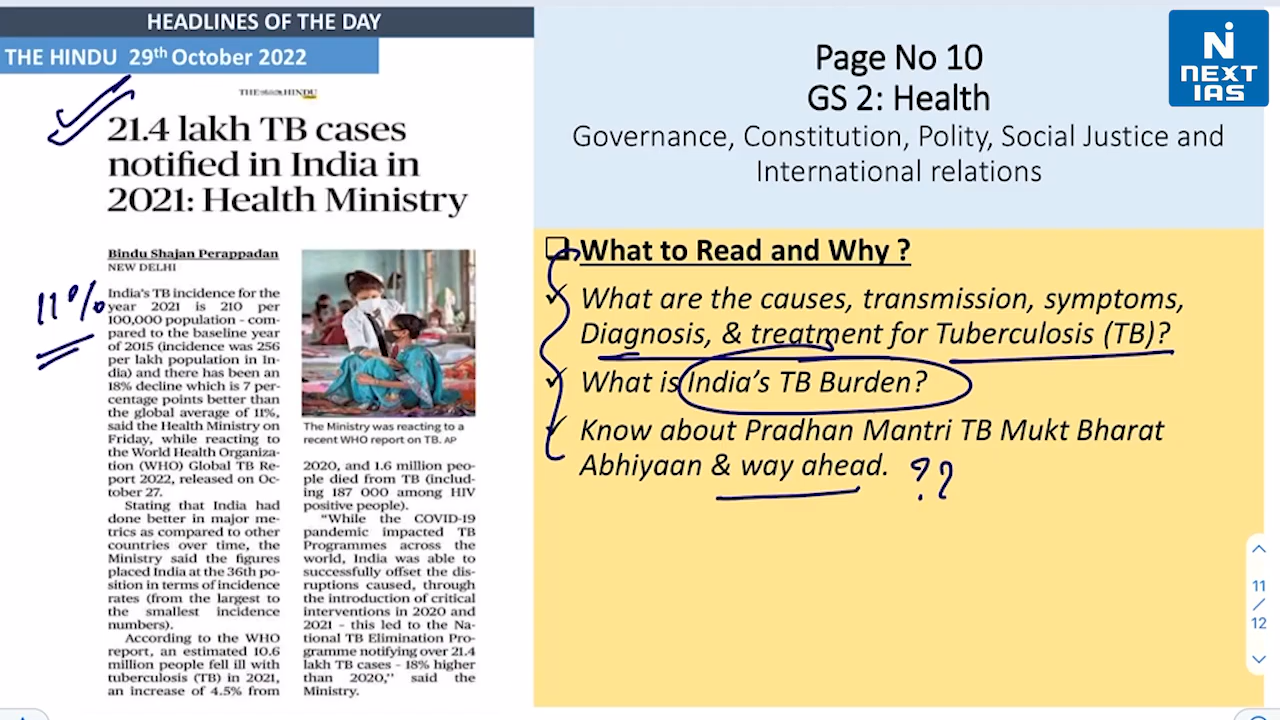 HEADLINES OF THE DAY
THE HINDU 29th October 2022
THE HINDU
21.4 lakh TB cases
notified in India in
2021: Health Ministry
Bindu Shajan Perappadan
NEW DELHI
India's TB incidence for the
year 2021 is 210 per
100,000 population - com-
pared to the baseline year
of 2015 (incidence was 256
per lakh population in In-
dia) and there has been an
18% decline which is 7 per-
centage points better than
the global average of 11%,
said the Health Ministry on
Friday, while reacting to
the World Health Organiza-
tion (WHO) Global TB Re-
port 2022, released on Oc-
tober 27.
Stating that India had
done better in major me-
trics as compared to other
countries over time, the
Ministry said the figures
placed India at the 36th po-
sition in terms of incidence
rates (from the largest to
the smallest incidence
numbers).
According to the WHO
report, an estimated 10.6
million people fell ill with
tuberculosis (TB) in 2021,
an increase of 4.5% from
The Ministry was reacting to a
recent WHO report on TB. AP
2020, and 1.6 million peo-
ple died from TB (includ-
ing 187 000 among HIV
positive people).
"While the COVID-19
pandemic impacted TB
Programmes across the
world, India was able to
successfully offset the dis-
ruptions caused, through
the introduction of critical
interventions in 2020 and
2021 - this led to the Na-
tional TB Elimination Pro-
gramme notifying over 21.4
lakh TB cases - 18% higher
than 2020," said the
Ministry.
11%
Page No 10
GS 2: Health
Governance, Constitution, Polity, Social Justice and
International relations
NEXT
IAS
What to Read and Why ?
What are the causes, transmission, symptoms,
Diagnosis, & treatment for Tuberculosis (TB)?
What is India's TB Burden?
Know about Pradhan Mantri TB Mukt Bharat
Abhiyaan & way ahead.
??
11
/
12